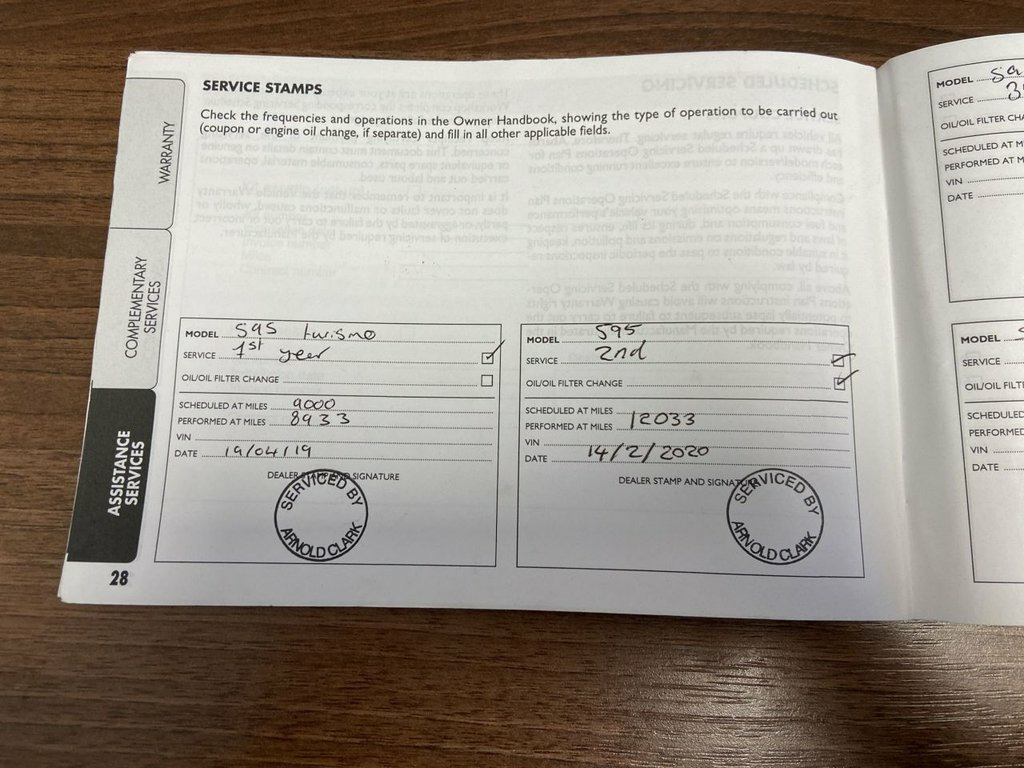 SERVICE STAMPS
Check the frequencies and operations in the Owner Handbook, showing the type of operation to be carried out
(coupon or engine oil change, if separate) and fill in all other applicable fields.
WARRANTY
COMPLEMENTARY
SERVICES
ASSISTANCE
SERVICES
MODEL 595 turismo
SERVICE 1st year
OIL/OIL FILTER CHANGE
SCHEDULED AT MILES 9000
PERFORMED AT MILES 8933
VIN
DATE 19/04/19
DEALER STAMP AND SIGNATURE
SERVICED BY
ARNOLD CLARK
MODEL 595
SERVICE 2nd
OIL/OIL FILTER CHANGE
SCHEDULED AT MILES
PERFORMED AT MILES 12033
VIN
DATE 14/2/2020
DEALER STAMP AND SIGNATURE
SERVICED BY
ARNOLD CLARK
28
MODEL
SERVICE
OIL/OIL FILTER CHA
SCHEDULED AT M
PERFORMED AT M
VIN
DATE
MODEL
SERVICE
OIL/OIL FILTE
SCHEDULED
PERFORMED
VIN
DATE